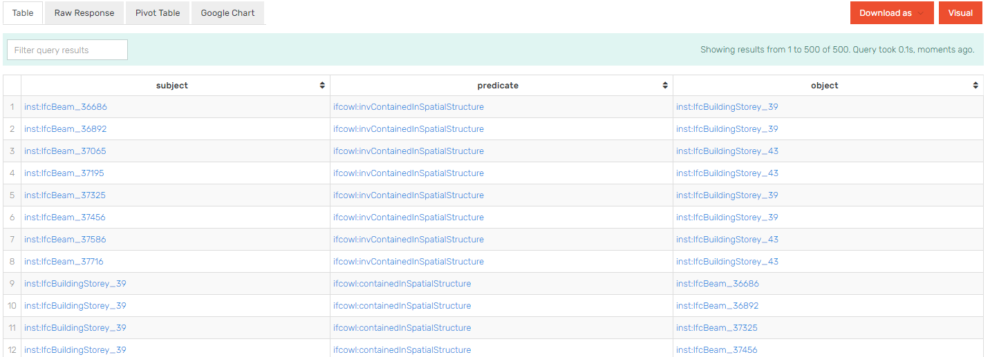 Table Raw Response Pivot Table Google Chart Download as Visual
Filter query results Showing results from 1 to 500 of 500. Query took 0.1s, moments ago.
subject predicate object
1 inst:IfcBeam_36686 ifcowl:invContainedInSpatialStructure inst:IfcBuildingStorey_39
2 inst:IfcBeam_36892 ifcowl:invContainedInSpatialStructure inst:IfcBuildingStorey_39
3 inst:IfcBeam_37065 ifcowl:invContainedInSpatialStructure inst:IfcBuildingStorey_43
4 inst:IfcBeam_37195 ifcowl:invContainedInSpatialStructure inst:IfcBuildingStorey_43
5 inst:IfcBeam_37325 ifcowl:invContainedInSpatialStructure inst:IfcBuildingStorey_39
6 inst:IfcBeam_37456 ifcowl:invContainedInSpatialStructure inst:IfcBuildingStorey_39
7 inst:IfcBeam_37586 ifcowl:invContainedInSpatialStructure inst:IfcBuildingStorey_43
8 inst:IfcBeam_37716 ifcowl:invContainedInSpatialStructure inst:IfcBuildingStorey_43
9 inst:IfcBuildingStorey_39 ifcowl:containedInSpatialStructure inst:IfcBeam_36686
10 inst:IfcBuildingStorey_39 ifcowl:containedInSpatialStructure inst:IfcBeam_36892
11 inst:IfcBuildingStorey_39 ifcowl:containedInSpatialStructure inst:IfcBeam_37325
12 inst:IfcBuildingStorey_39 ifcowl:containedInSpatialStructure inst:IfcBeam_37456